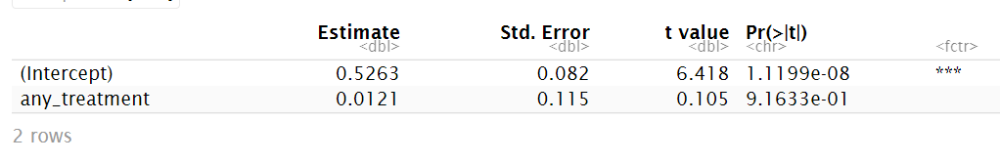 Estimate Std. Error t value Pr(>|t|)
<dbl> <dbl> <dbl> <chr> <fctr>
(Intercept) 0.5263 0.082 6.418 1.1199e-08 ***
any_treatment 0.0121 0.115 0.105 9.1633e-01
2 rows